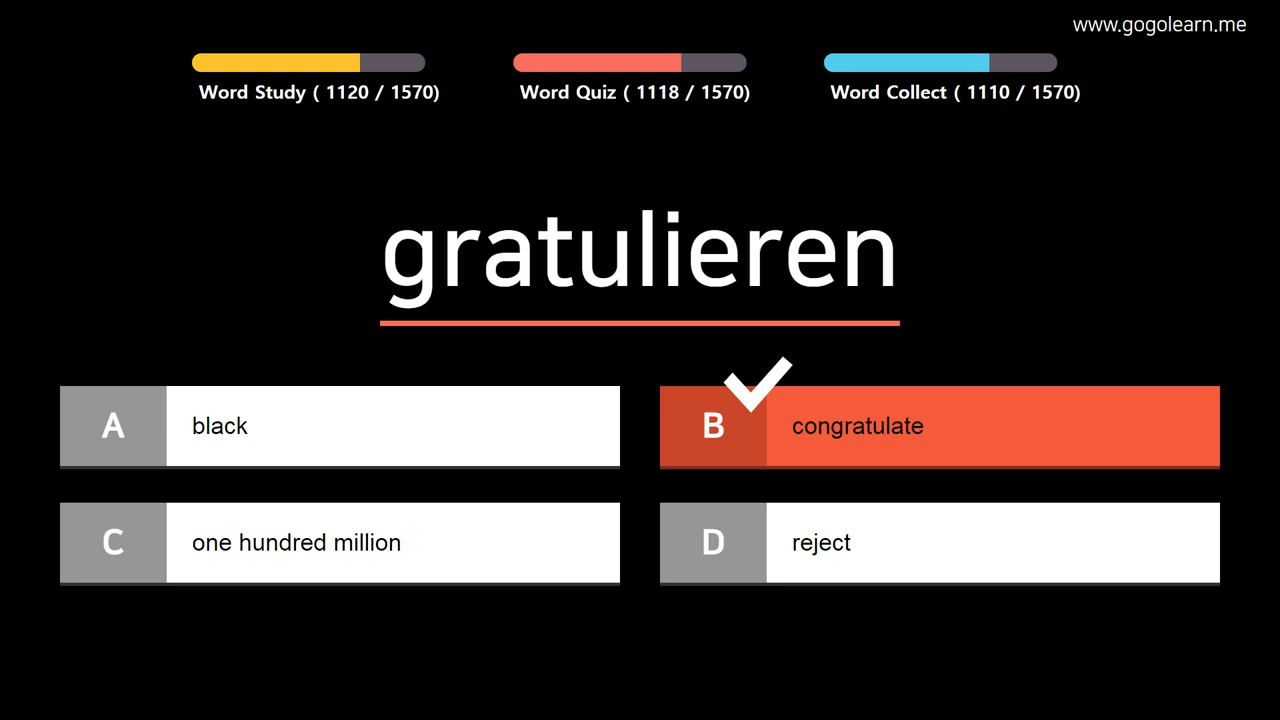 www.gogolearn.me
Word Study ( 1120 / 1570)
Word Quiz ( 1118 / 1570)
Word Collect ( 1110 / 1570)
gratulieren
A black
B congratulate
C one hundred million
D reject